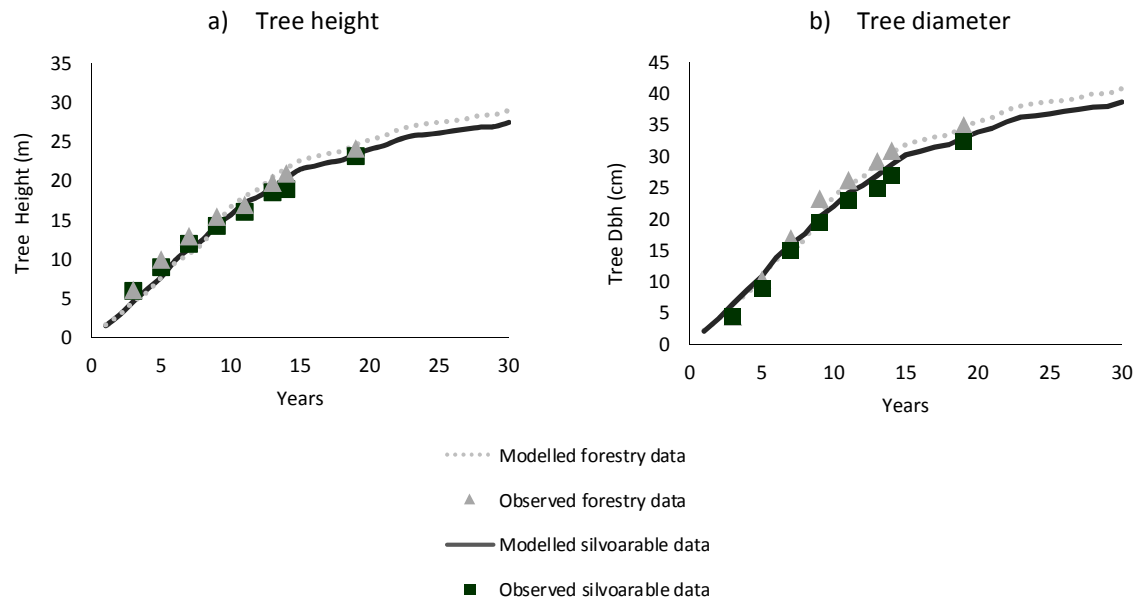 a) Tree height
35
30
25
20
15
10
5
0
Tree Height (m)
0 5 10 15 20 25 30
Years
b) Tree diameter
45
40
35
30
25
20
15
10
5
0
Tree Dbh (cm)
0 5 10 15 20 25 30
Years
Modelled forestry data
Observed forestry data
Modelled silvoarable data
Observed silvoarable data